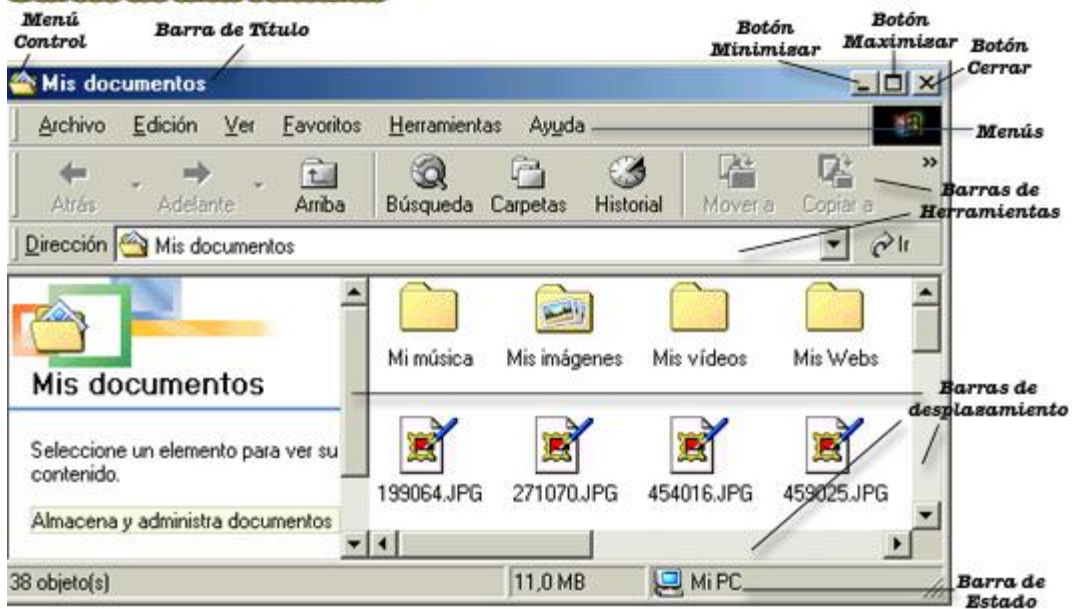 Menú
Control
Barra de Título
Botón
Minimizar
Botón
Maximizar
Botón
Cerrar
Mis documentos
Archivo Edición Ver Favoritos Herramientas Ayuda
Menús
Atrás Adelante Arriba Búsqueda Carpetas Historial Mover a Copiar a »
Barras de
Herramientas
Dirección Mis documentos Ir
Mis documentos
Seleccione un elemento para ver su
contenido.
Almacena y administra documentos
Mi música Mis imágenes Mis vídeos Mis Webs
199064.JPG 271070.JPG 454016.JPG 459025.JPG
Barras de
desplazamiento
38 objeto(s) 11,0 MB Mi PC
Barra de
Estado